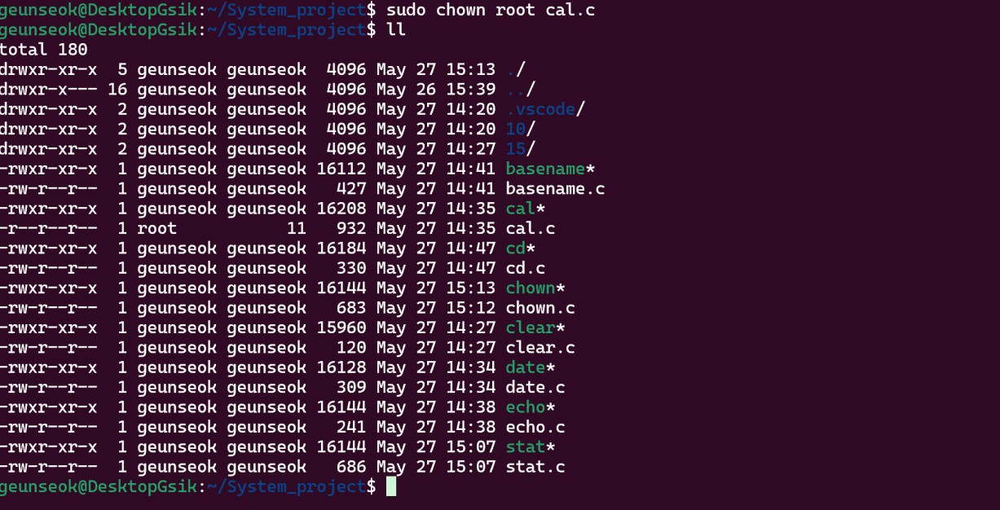 geunseok@DesktopGsik:~/System_project$ sudo chown root cal.c
geunseok@DesktopGsik:~/System_project$ ll
total 180
drwxr-xr-x  5 geunseok geunseok  4096 May 27 15:13 ./
drwxr-x--- 16 geunseok geunseok  4096 May 26 15:39 ../
drwxr-xr-x  2 geunseok geunseok  4096 May 27 14:20 .vscode/
drwxr-xr-x  2 geunseok geunseok  4096 May 27 14:20 10/
drwxr-xr-x  2 geunseok geunseok  4096 May 27 14:27 15/
-rwxr-xr-x  1 geunseok geunseok 16112 May 27 14:41 basename*
-rw-r--r--  1 geunseok geunseok   427 May 27 14:41 basename.c
-rwxr-xr-x  1 geunseok geunseok 16208 May 27 14:35 cal*
-r--r--r--  1 root           11   932 May 27 14:35 cal.c
-rwxr-xr-x  1 geunseok geunseok 16184 May 27 14:47 cd*
-rw-r--r--  1 geunseok geunseok   330 May 27 14:47 cd.c
-rwxr-xr-x  1 geunseok geunseok 16144 May 27 15:13 chown*
-rw-r--r--  1 geunseok geunseok   683 May 27 15:12 chown.c
-rwxr-xr-x  1 geunseok geunseok 15960 May 27 14:27 clear*
-rw-r--r--  1 geunseok geunseok   120 May 27 14:27 clear.c
-rwxr-xr-x  1 geunseok geunseok 16128 May 27 14:34 date*
-rw-r--r--  1 geunseok geunseok   309 May 27 14:34 date.c
-rwxr-xr-x  1 geunseok geunseok 16144 May 27 14:38 echo*
-rw-r--r--  1 geunseok geunseok   241 May 27 14:38 echo.c
-rwxr-xr-x  1 geunseok geunseok 16144 May 27 15:07 stat*
-rw-r--r--  1 geunseok geunseok   686 May 27 15:07 stat.c
geunseok@DesktopGsik:~/System_project$